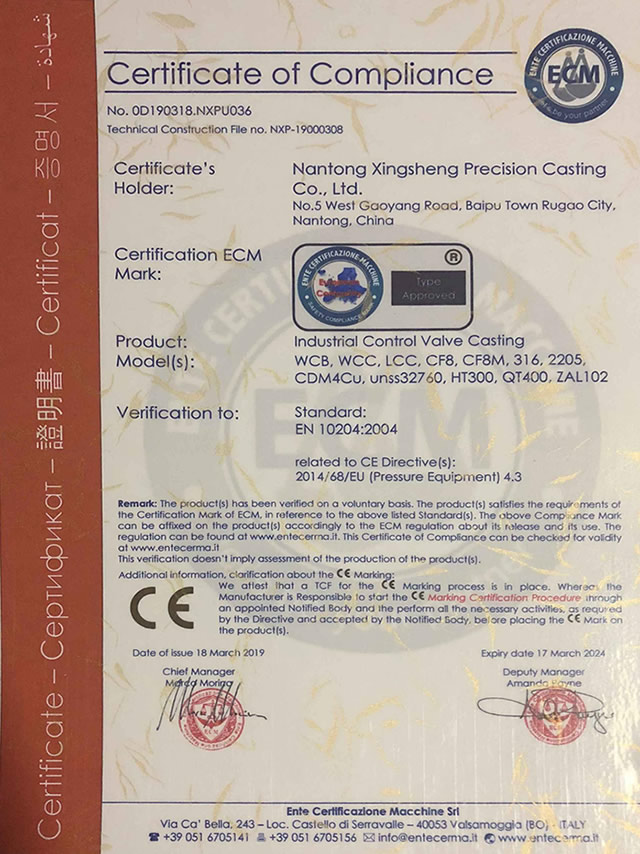 Certificate – Сертификат – 證明書 – Certificat – 증명서 – شهادة
ENTE CERTIFICAZIONE MACCHINE
ECM
Certificate of Compliance
No. 0D190318.NXPU036
Technical Construction File no. NXP-19000308
Certificate's
Holder:
Nantong Xingsheng Precision Casting
Co., Ltd.
No.5 West Gaoyang Road, Baipu Town Rugao City,
Nantong, China
Certification ECM
Mark:
ENTE CERTIFICAZIONE MACCHINE
SAFETY COMPLIANCE
®
Type
Approved
Product:
Industrial Control Valve Casting
Model(s):
WCB, WCC, LCC, CF8, CF8M, 316, 2205,
CDM4Cu, unss32760, HT300, QT400, ZAL102
Verification to:
Standard:
EN 10204:2004
related to CE Directive(s):
2014/68/EU (Pressure Equipment) 4.3
Remark: The product(s) has been verified on a voluntary basis. The product(s) satisfies the requirements of
the Certification Mark of ECM, in reference to the above listed Standard(s). The above Compliance Mark
can be affixed on the product(s) accordingly to the ECM regulation about its release and its use. The
regulation can be found at www.entecerma.it. This Certificate of Compliance can be checked for validity
at www.entecerma.it
This verification doesn't imply assessment of the production of the product(s).
Additional information, clarification about the CE Marking:
CE
We attest that a TCF for the CE Marking process is in place. Whereas the
Manufacturer is Responsible to start the CE Marking Certification Procedure through
an appointed Notified Body and the perform all the necessary activities, as required
by the Directive and accepted by the Notified Body, before placing the CE Mark on
the product(s).
Date of issue 18 March 2019
Expiry date 17 March 2024
Chief Manager
Marco Morina
Deputy Manager
Amanda Payne
Ente Certificazione Macchine Srl
Via Ca' Bella, 243 – Loc. Castello di Serravalle – 40053 Valsamoggia (BO) - ITALY
+39 051 6705141 +39 051 6705156 info@entecerma.it www.entecerma.it